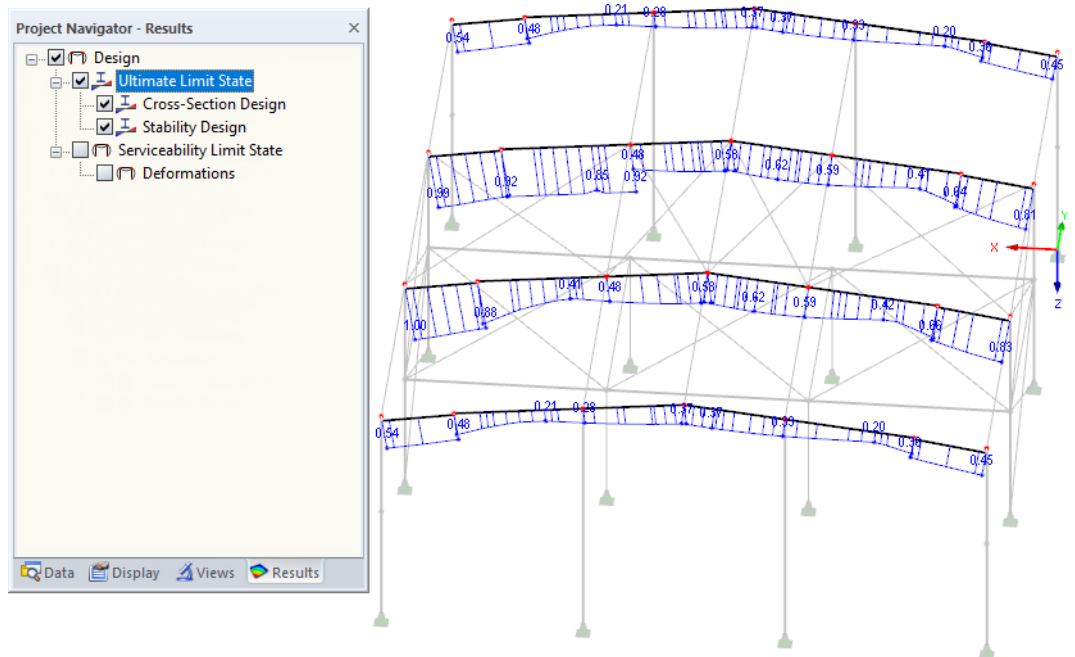 Project Navigator - Results
Design
Ultimate Limit State
Cross-Section Design
Stability Design
Serviceability Limit State
Deformations
Data Display Views Results
0.54 0.48 0.21 0.28 0.37 0.37 0.33 0.20 0.36 0.45
0.99 0.92 0.85 0.92 0.48 0.58 0.62 0.59 0.41 0.64 0.81
X Y Z
1.00 0.88 0.41 0.48 0.58 0.62 0.59 0.42 0.66 0.83
0.54 0.48 0.21 0.28 0.37 0.37 0.33 0.20 0.36 0.45